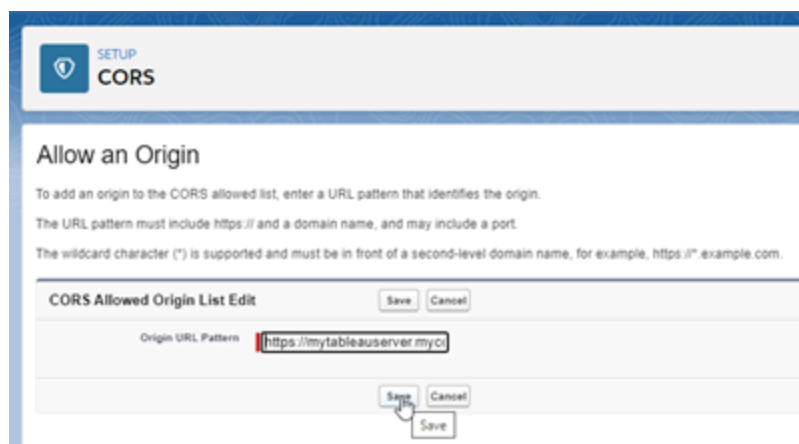 SETUP
CORS
Allow an Origin
To add an origin to the CORS allowed list, enter a URL pattern that identifies the origin.
The URL pattern must include https:// and a domain name, and may include a port.
The wildcard character (*) is supported and must be in front of a second-level domain name, for example, https://*.example.com.
CORS Allowed Origin List Edit Save Cancel
Origin URL Pattern https://mytableauserver.myc
Save Cancel
Save